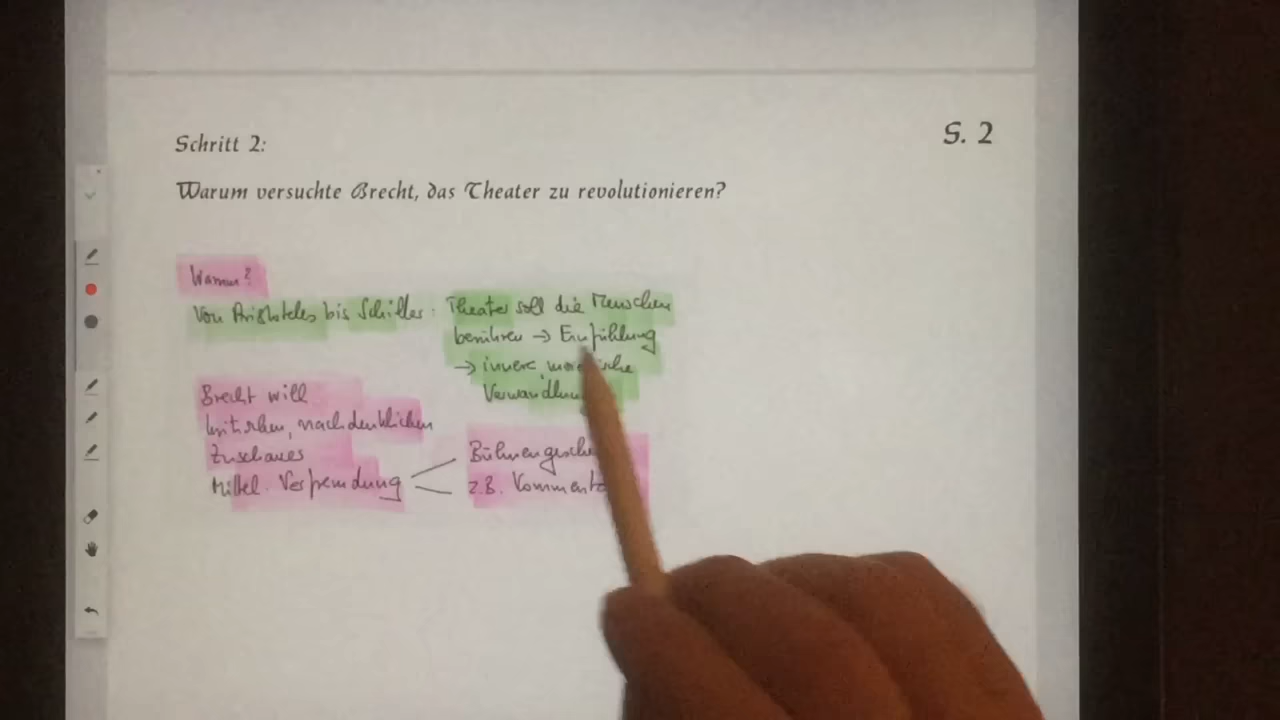 S. 2
Schritt 2:
Warum versuchte Brecht, das Theater zu revolutionieren?
Warum?
Von Aristoteles bis Schiller: Theater soll die Menschen
berühren → Einfühlung
→ innere,
Brecht will
kritischen, nachdenklichen
Zuschauer
Mittel: Verfremdung
z.B.